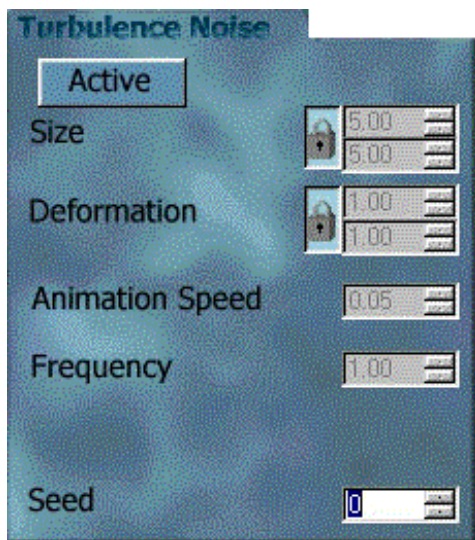 Turbulence Noise
Active
Size 5.00
5.00
Deformation 1.00
1.00
Animation Speed 0.05
Frequency 1.00
Seed 0